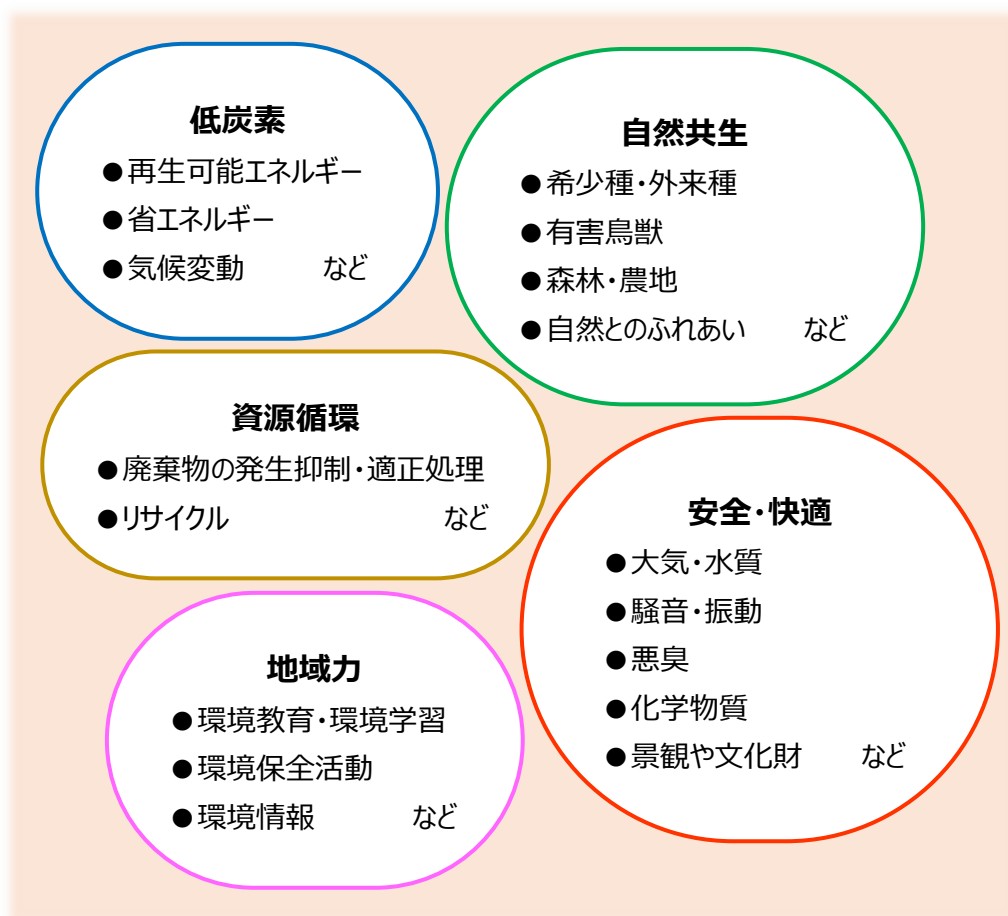 低炭素
●再生可能エネルギー
●省エネルギー
●気候変動 など
自然共生
●希少種・外来種
●有害鳥獣
●森林・農地
●自然とのふれあい など
資源循環
●廃棄物の発生抑制・適正処理
●リサイクル など
安全・快適
●大気・水質
●騒音・振動
●悪臭
●化学物質
●景観や文化財 など
地域力
●環境教育・環境学習
●環境保全活動
●環境情報 など